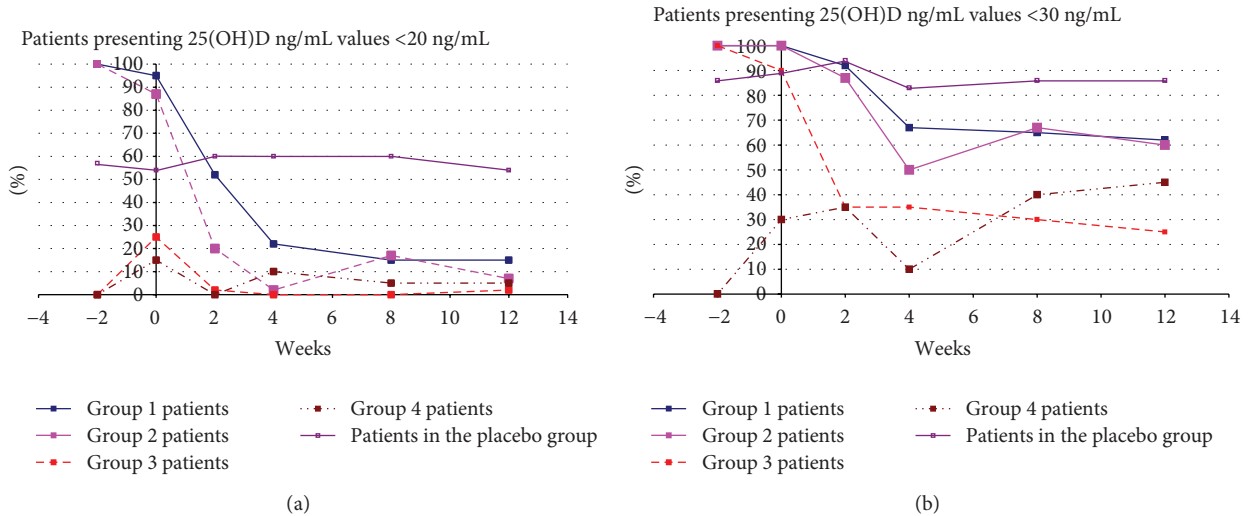 Patients presenting 25(OH)D ng/mL values <20 ng/mL
100
90
80
70
60
50
40
30
20
10
0
(%)
−4 −2 0 2 4 6 8 10 12 14
Weeks
Group 1 patients
Group 2 patients
Group 3 patients
Group 4 patients
Patients in the placebo group
(a)
Patients presenting 25(OH)D ng/mL values <30 ng/mL
100
90
80
70
60
50
40
30
20
10
0
(%)
−4 −2 0 2 4 6 8 10 12 14
Weeks
Group 1 patients
Group 2 patients
Group 3 patients
Group 4 patients
Patients in the placebo group
(b)